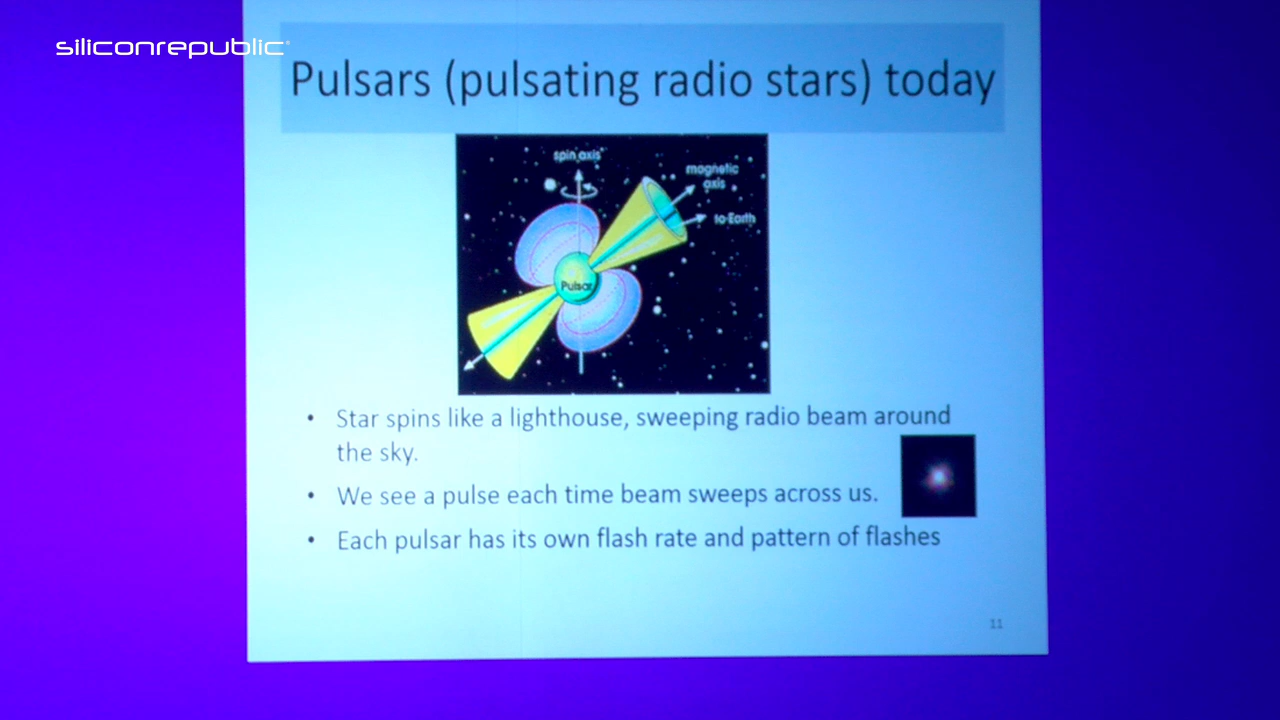 siliconrepublic
Pulsars (pulsating radio stars) today
spin axis
magnetic
axis
to Earth
Pulsar
• Star spins like a lighthouse, sweeping radio beam around
the sky.
• We see a pulse each time beam sweeps across us.
• Each pulsar has its own flash rate and pattern of flashes
11